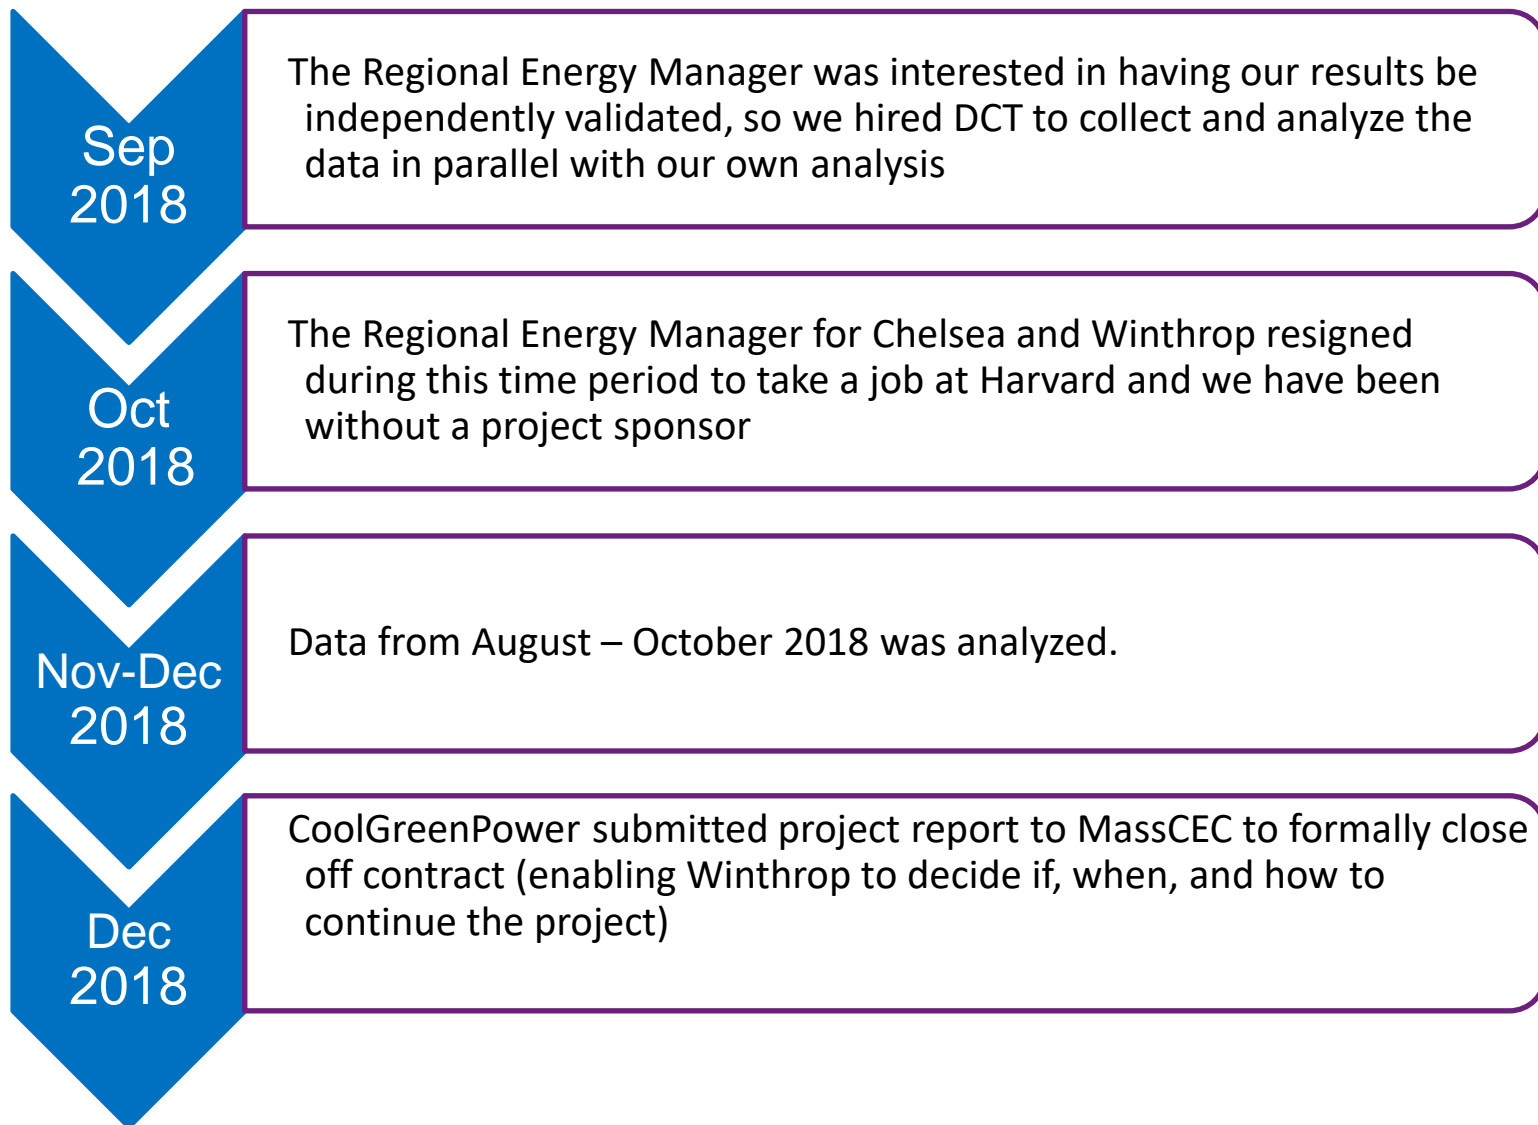 Sep
2018
The Regional Energy Manager was interested in having our results be
independently validated, so we hired DCT to collect and analyze the
data in parallel with our own analysis
Oct
2018
The Regional Energy Manager for Chelsea and Winthrop resigned
during this time period to take a job at Harvard and we have been
without a project sponsor
Nov-Dec
2018
Data from August – October 2018 was analyzed.
Dec
2018
CoolGreenPower submitted project report to MassCEC to formally close
off contract (enabling Winthrop to decide if, when, and how to
continue the project)